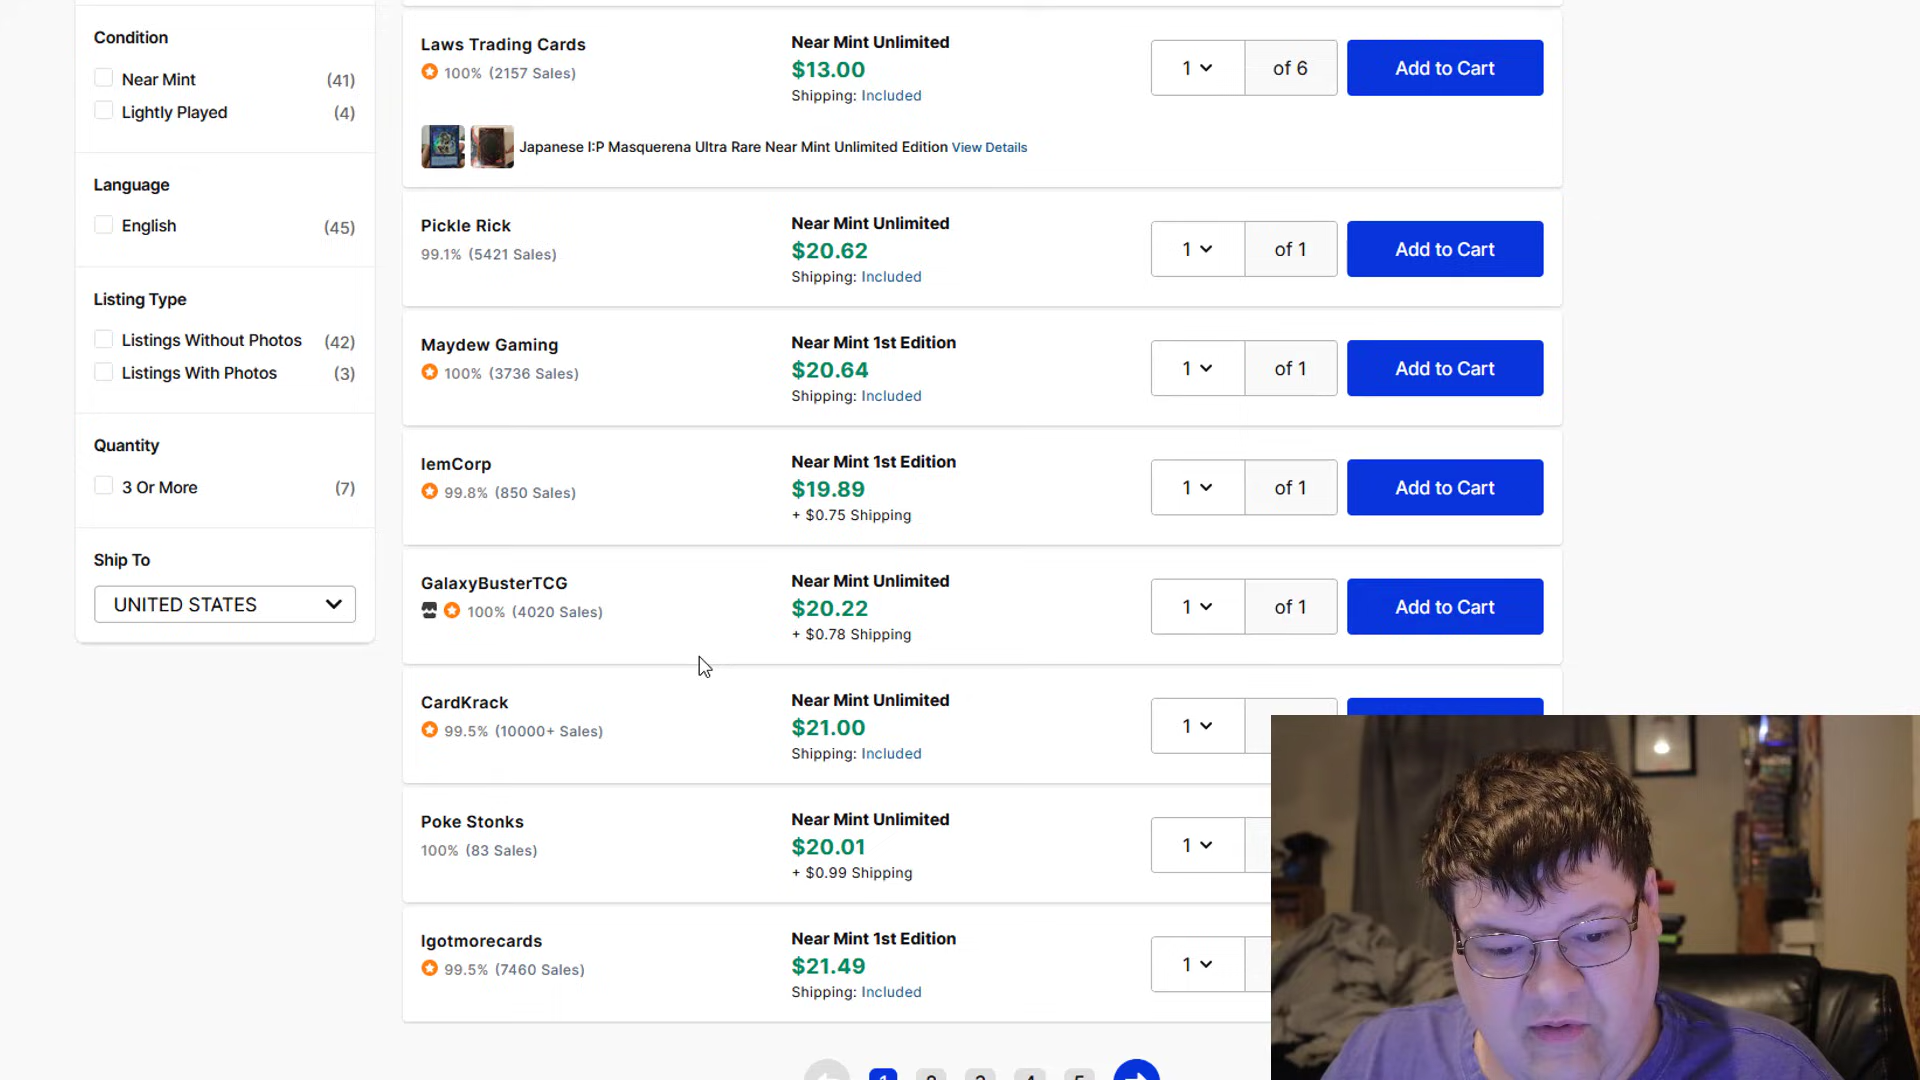 Condition
Near Mint (41)
Lightly Played (4)
Language
English (45)
Listing Type
Listings Without Photos (42)
Listings With Photos (3)
Quantity
3 Or More (7)
Ship To
UNITED STATES
Laws Trading Cards
100% (2157 Sales)
Near Mint Unlimited
$13.00
Shipping: Included
1 of 6
Add to Cart
Japanese I:P Masquerena Ultra Rare Near Mint Unlimited Edition View Details
Pickle Rick
99.1% (5421 Sales)
Near Mint Unlimited
$20.62
Shipping: Included
1 of 1
Add to Cart
Maydew Gaming
100% (3736 Sales)
Near Mint 1st Edition
$20.64
Shipping: Included
1 of 1
Add to Cart
IemCorp
99.8% (850 Sales)
Near Mint 1st Edition
$19.89
+ $0.75 Shipping
1 of 1
Add to Cart
GalaxyBusterTCG
100% (4020 Sales)
Near Mint Unlimited
$20.22
+ $0.78 Shipping
1 of 1
Add to Cart
CardKrack
99.5% (10000+ Sales)
Near Mint Unlimited
$21.00
Shipping: Included
1
Poke Stonks
100% (83 Sales)
Near Mint Unlimited
$20.01
+ $0.99 Shipping
1
Igotmorecards
99.5% (7460 Sales)
Near Mint 1st Edition
$21.49
Shipping: Included
1